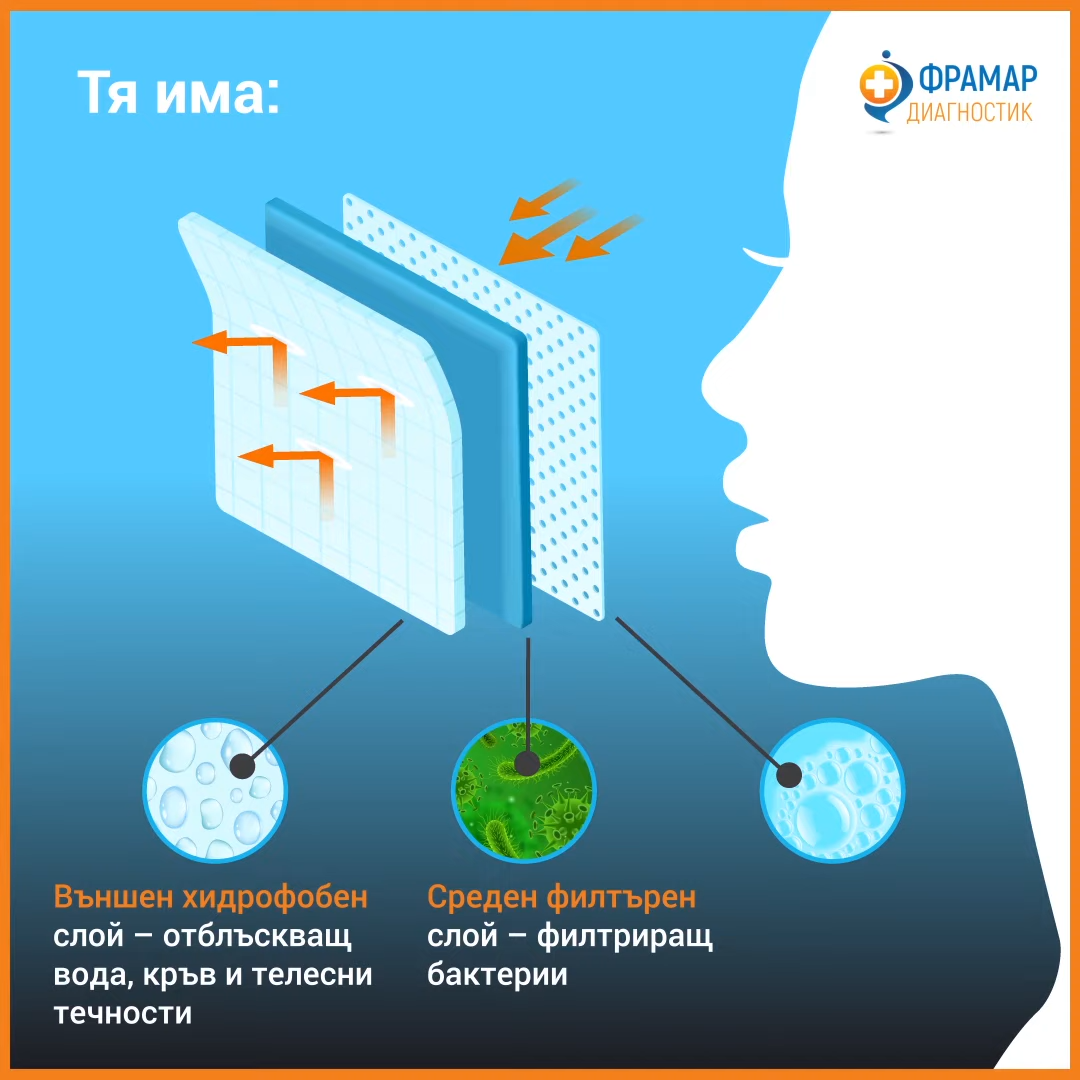 Тя има:
ФРАМАР
ДИАГНОСТИК
Външен хидрофобен
слой – отблъскващ
вода, кръв и телесни
течности
Среден филтърен
слой – филтриращ
бактерии